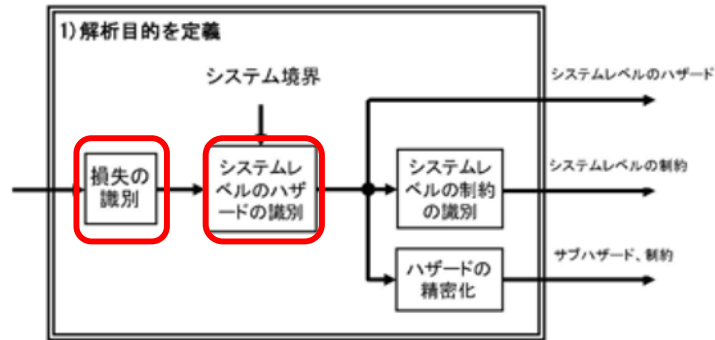 1)解析目的を定義
システム境界
システムレベルのハザード
損失の
識別
システムレ
ベルのハザ
ードの識別
システムレ
ベルの制約
の識別
システムレベルの制約
ハザードの
精密化
サブハザード、制約